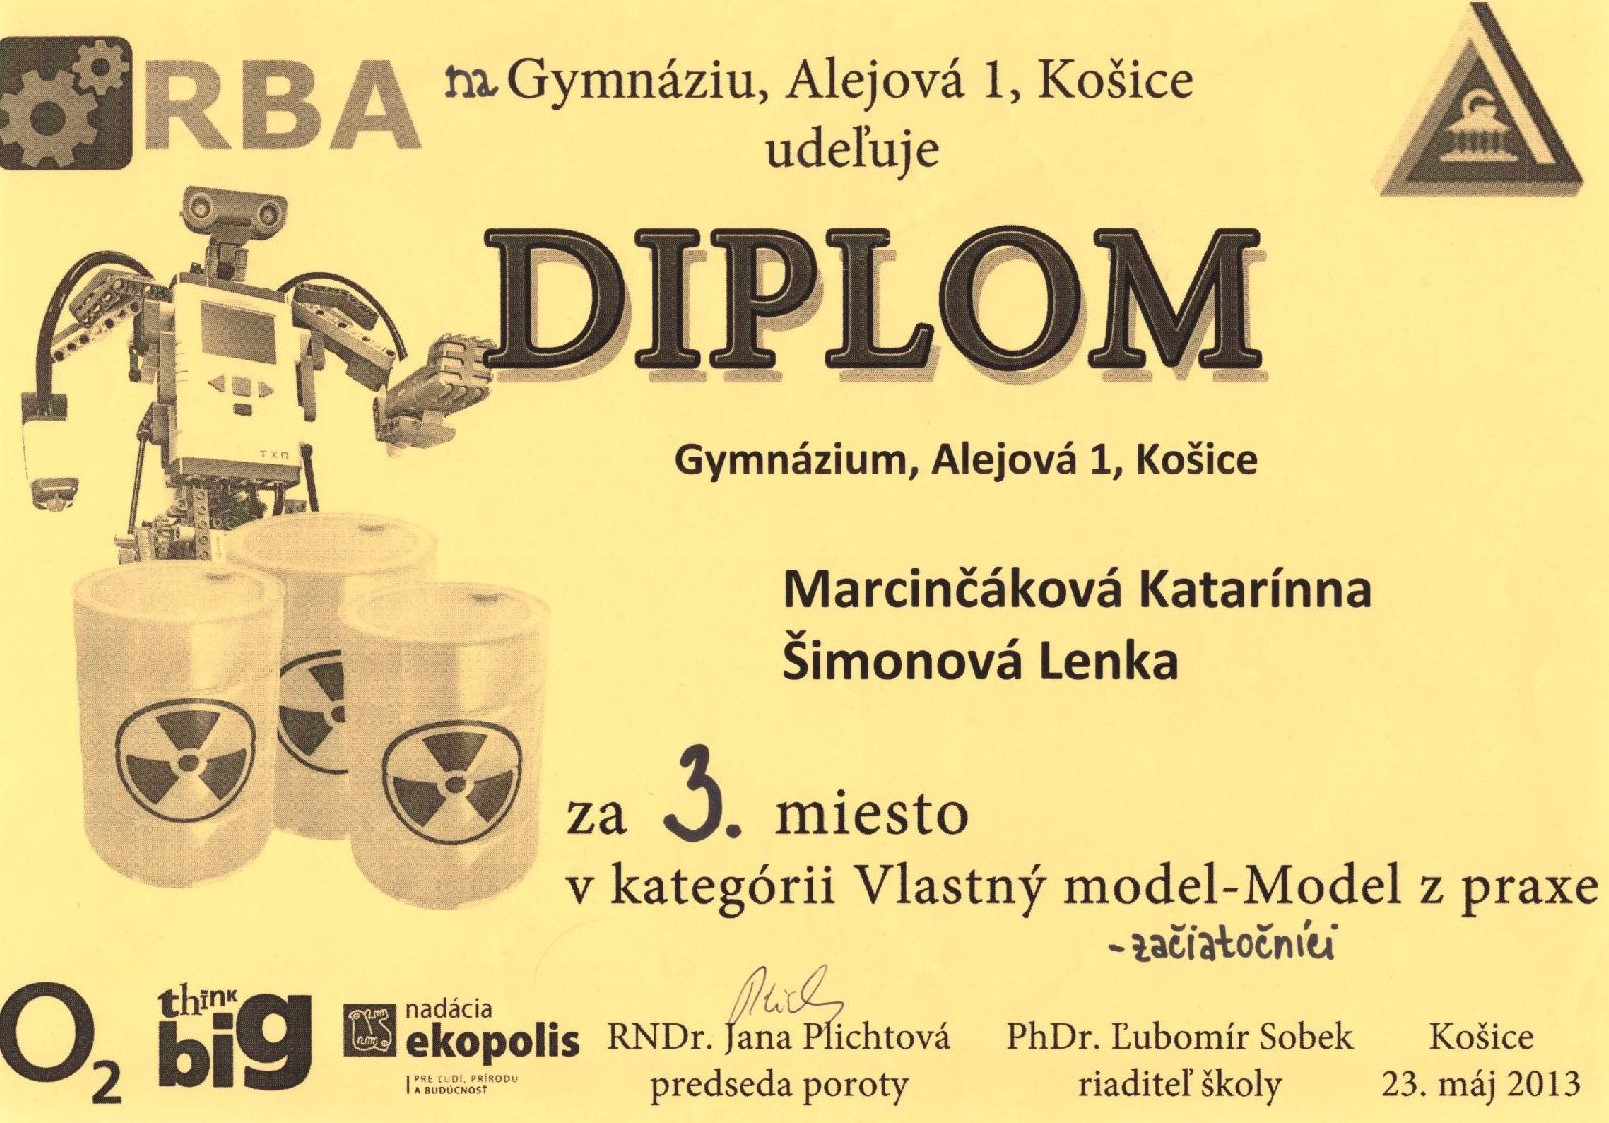 RBA
na Gymnáziu, Alejová 1, Košice
udeľuje
DIPLOM
TXΠ
Gymnázium, Alejová 1, Košice
Marcinčáková Katarínna
Šimonová Lenka
za 3. miesto
v kategórii Vlastný model-Model z praxe
-začiatočníci
O2
think
big
nadácia
ekopolis
PRE ĽUDÍ, PRÍRODU
A BUDÚCNOSŤ
RNDr. Jana Plichtová
predseda poroty
PhDr. Ľubomír Sobek
riaditeľ školy
Košice
23. máj 2013